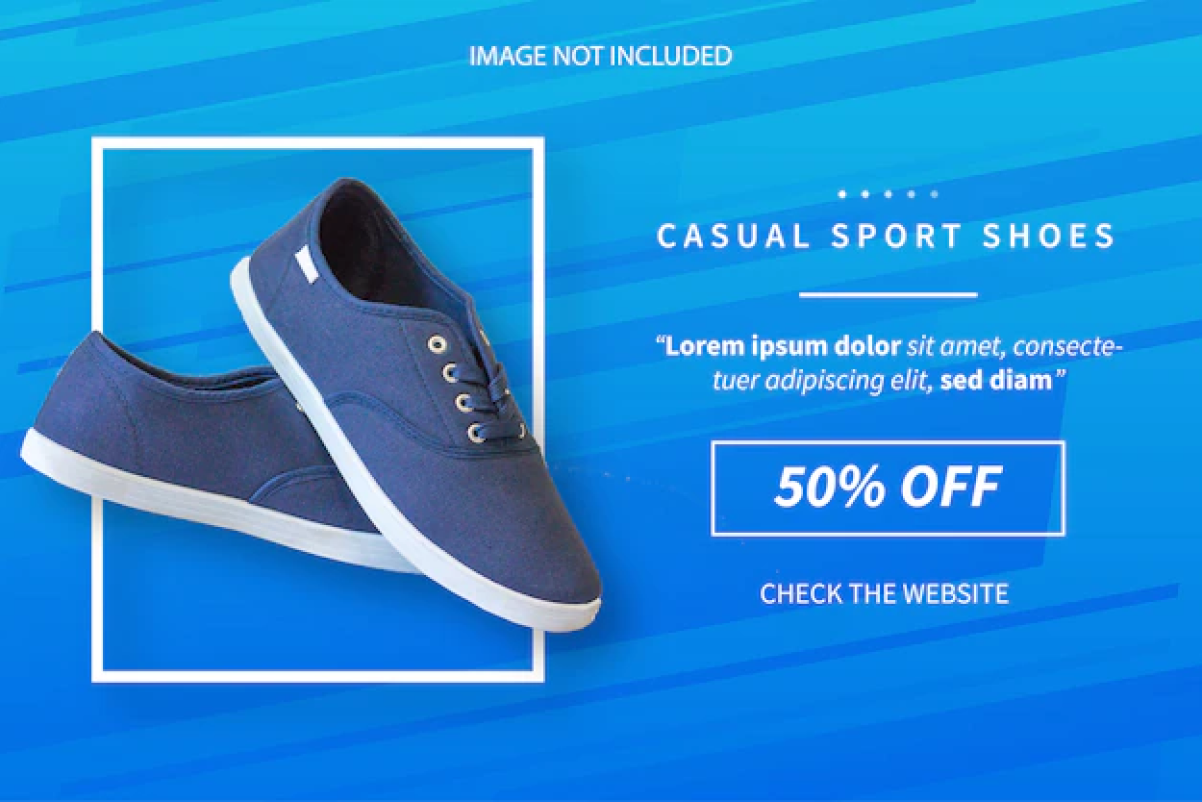 IMAGE NOT INCLUDED
CASUAL SPORT SHOES
“Lorem ipsum dolor sit amet, consecte-
tuer adipiscing elit, sed diam”
50% OFF
CHECK THE WEBSITE